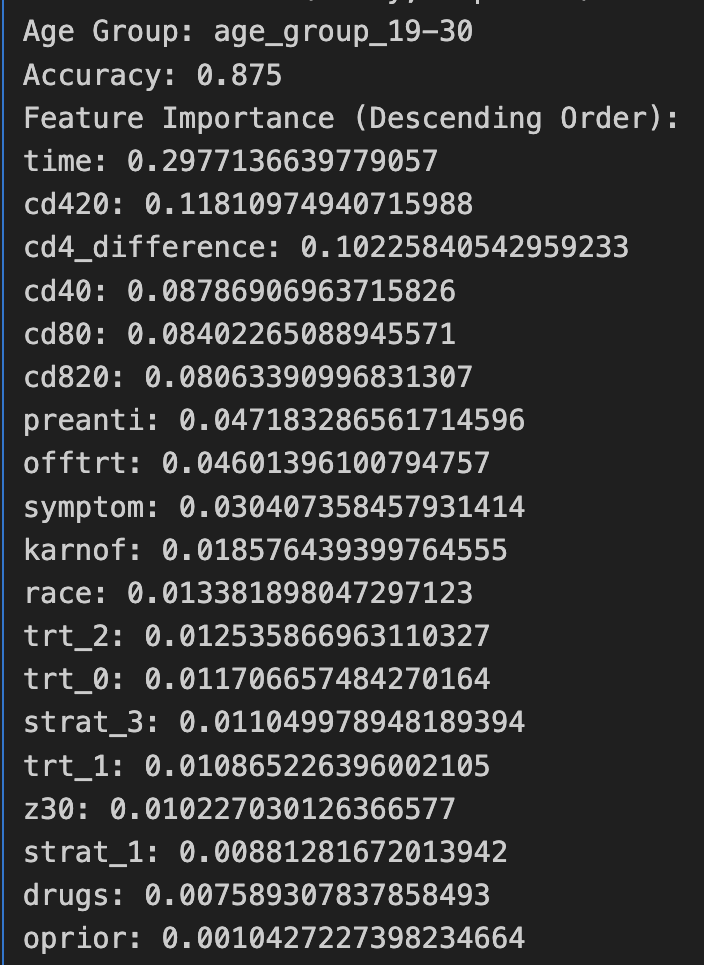 Age Group: age_group_19-30
Accuracy: 0.875
Feature Importance (Descending Order):
time: 0.2977136639779057
cd420: 0.11810974940715988
cd4_difference: 0.10225840542959233
cd40: 0.08786906963715826
cd80: 0.08402265088945571
cd820: 0.08063390996831307
preanti: 0.047183286561714596
offtrt: 0.04601396100794757
symptom: 0.030407358457931414
karnof: 0.018576439399764555
race: 0.013381898047297123
trt_2: 0.012535866963110327
trt_0: 0.011706657484270164
strat_3: 0.011049978948189394
trt_1: 0.010865226396002105
z30: 0.010227030126366577
strat_1: 0.00881281672013942
drugs: 0.007589307837858493
oprior: 0.0010427227398234664